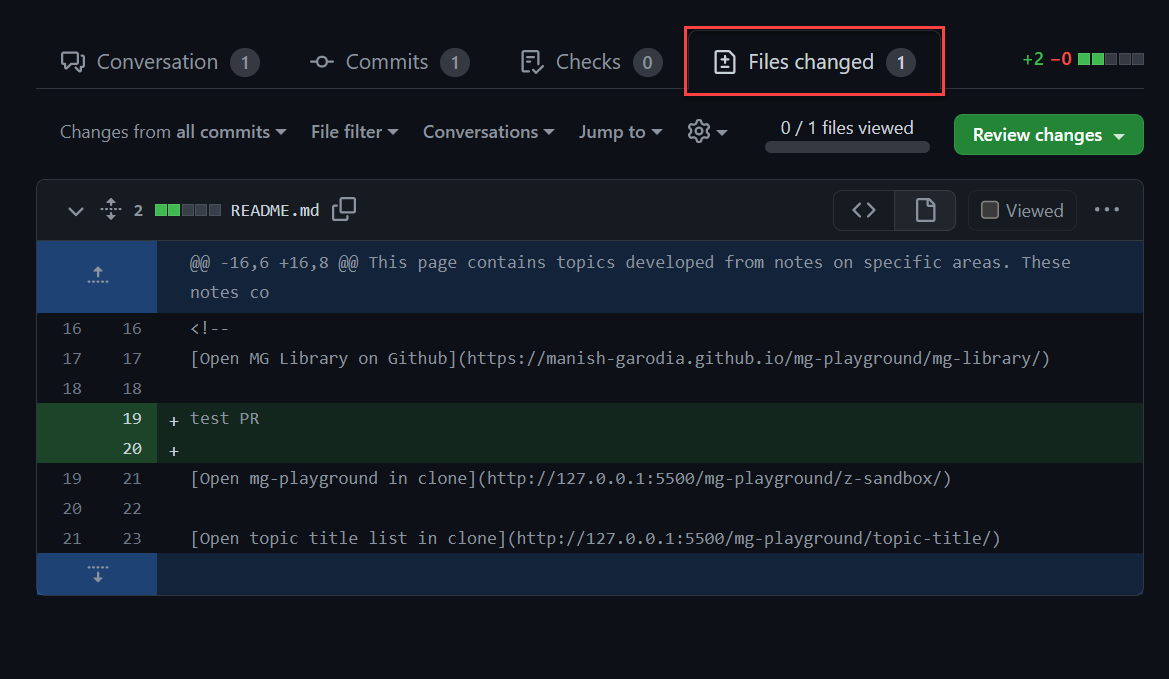 Conversation 1 Commits 1 Checks 0 Files changed 1 +2 −0
Changes from all commits File filter Conversations Jump to 0 / 1 files viewed Review changes
2 README.md Viewed
@@ -16,6 +16,8 @@ This page contains topics developed from notes on specific areas. These
notes co
16 16 <!--
17 17 [Open MG Library on Github](https://manish-garodia.github.io/mg-playground/mg-library/)
18 18
19 + test PR
20 +
19 21 [Open mg-playground in clone](http://127.0.0.1:5500/mg-playground/z-sandbox/)
20 22
21 23 [Open topic title list in clone](http://127.0.0.1:5500/mg-playground/topic-title/)